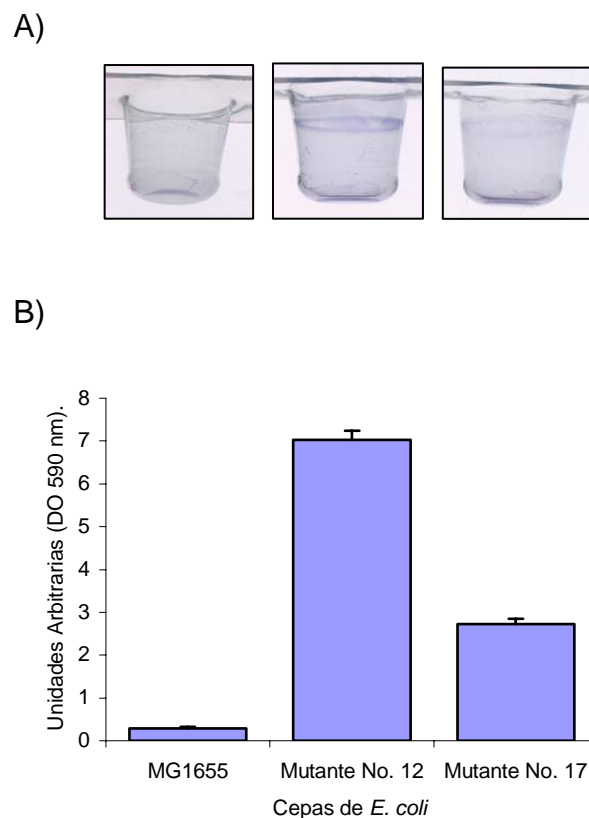 A)
B)
Unidades Arbitrarias (DO 590 nm).
8
7
6
5
4
3
2
1
0
MG1655
Mutante No. 12
Mutante No. 17
Cepas de E. coli